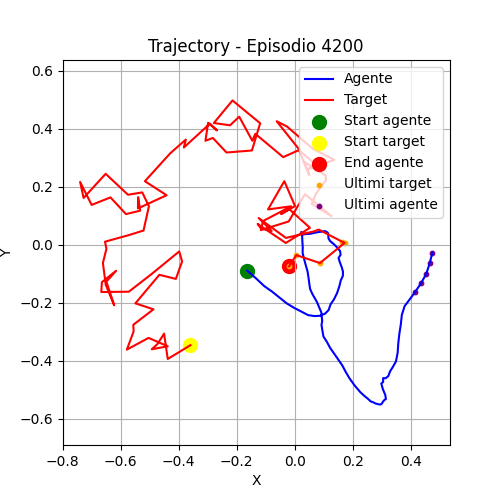 Trajectory - Episodio 4200
Agente
Target
Start agente
Start target
End agente
Ultimi target
Ultimi agente
0.6
0.4
0.2
0.0
−0.2
−0.4
−0.6
Y
−0.8 −0.6 −0.4 −0.2 0.0 0.2 0.4
X